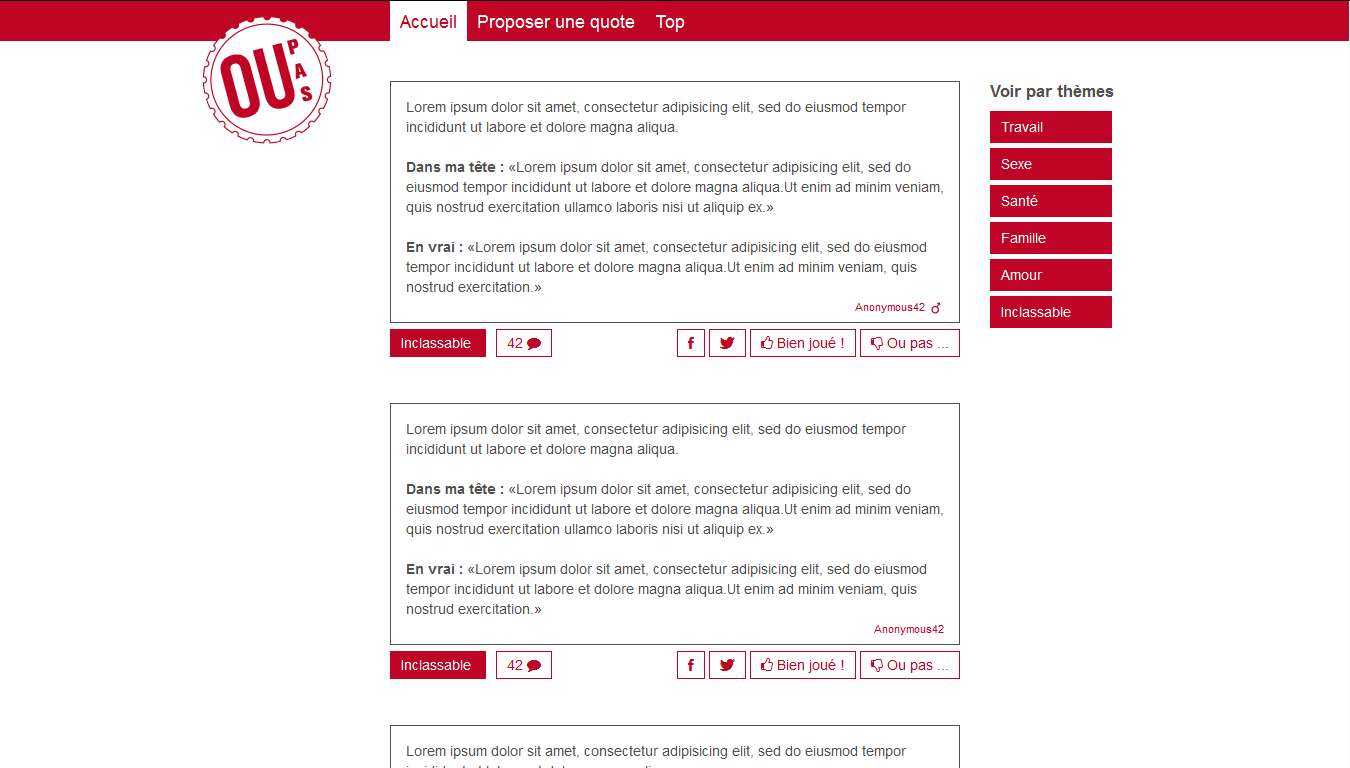 Accueil Proposer une quote Top
OU PAS
Lorem ipsum dolor sit amet, consectetur adipisicing elit, sed do eiusmod tempor
incididunt ut labore et dolore magna aliqua.
Dans ma tête : «Lorem ipsum dolor sit amet, consectetur adipisicing elit, sed do
eiusmod tempor incididunt ut labore et dolore magna aliqua.Ut enim ad minim veniam,
quis nostrud exercitation ullamco laboris nisi ut aliquip ex.»
En vrai : «Lorem ipsum dolor sit amet, consectetur adipisicing elit, sed do eiusmod
tempor incididunt ut labore et dolore magna aliqua.Ut enim ad minim veniam, quis
nostrud exercitation.»
Anonymous42 ♂
Inclassable 42 Bien joué ! Ou pas ...
Lorem ipsum dolor sit amet, consectetur adipisicing elit, sed do eiusmod tempor
incididunt ut labore et dolore magna aliqua.
Dans ma tête : «Lorem ipsum dolor sit amet, consectetur adipisicing elit, sed do
eiusmod tempor incididunt ut labore et dolore magna aliqua.Ut enim ad minim veniam,
quis nostrud exercitation ullamco laboris nisi ut aliquip ex.»
En vrai : «Lorem ipsum dolor sit amet, consectetur adipisicing elit, sed do eiusmod
tempor incididunt ut labore et dolore magna aliqua.Ut enim ad minim veniam, quis
nostrud exercitation.»
Anonymous42
Inclassable 42 Bien joué ! Ou pas ...
Lorem ipsum dolor sit amet, consectetur adipisicing elit, sed do eiusmod tempor
Voir par thèmes
Travail
Sexe
Santé
Famille
Amour
Inclassable